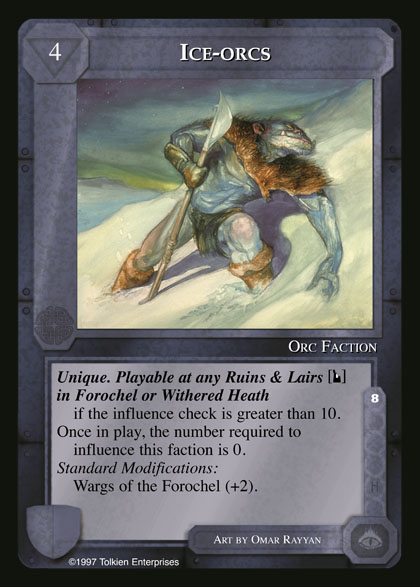 4
ICE-ORCS
ORC FACTION
Unique. Playable at any Ruins & Lairs []
in Forochel or Withered Heath
if the influence check is greater than 10.
Once in play, the number required to
influence this faction is 0.
Standard Modifications:
Wargs of the Forochel (+2).
8
H
ART BY OMAR RAYYAN
©1997 Tolkien Enterprises